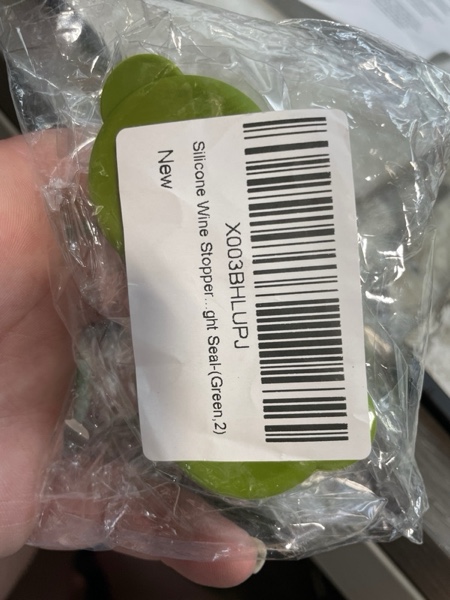 X003BHLUPJ
Silicone Wine Stopper...ght Seal-(Green,2)
New